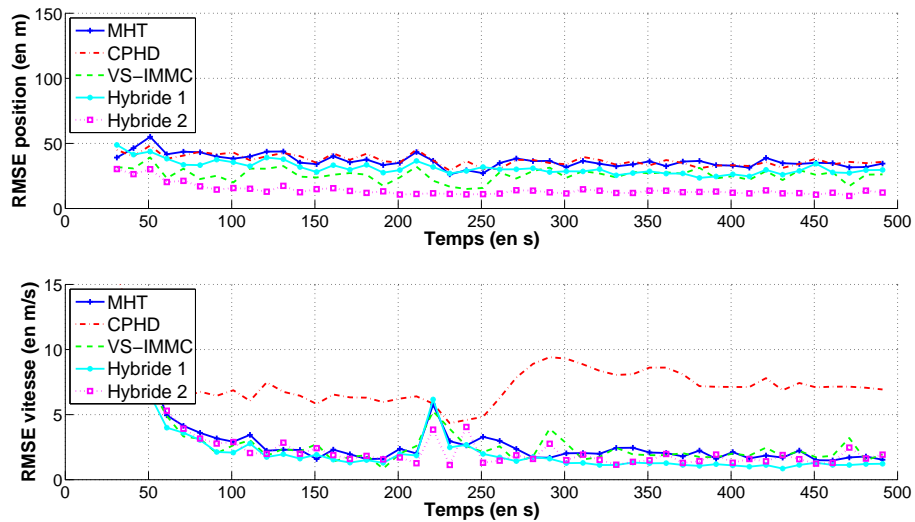 150
100
50
0
RMSE position (en m)
MHT
CPHD
VS−IMMC
Hybride 1
Hybride 2
0 50 100 150 200 250 300 350 400 450 500
Temps (en s)
15
10
5
0
RMSE vitesse (en m/s)
MHT
CPHD
VS−IMMC
Hybride 1
Hybride 2
0 50 100 150 200 250 300 350 400 450 500
Temps (en s)